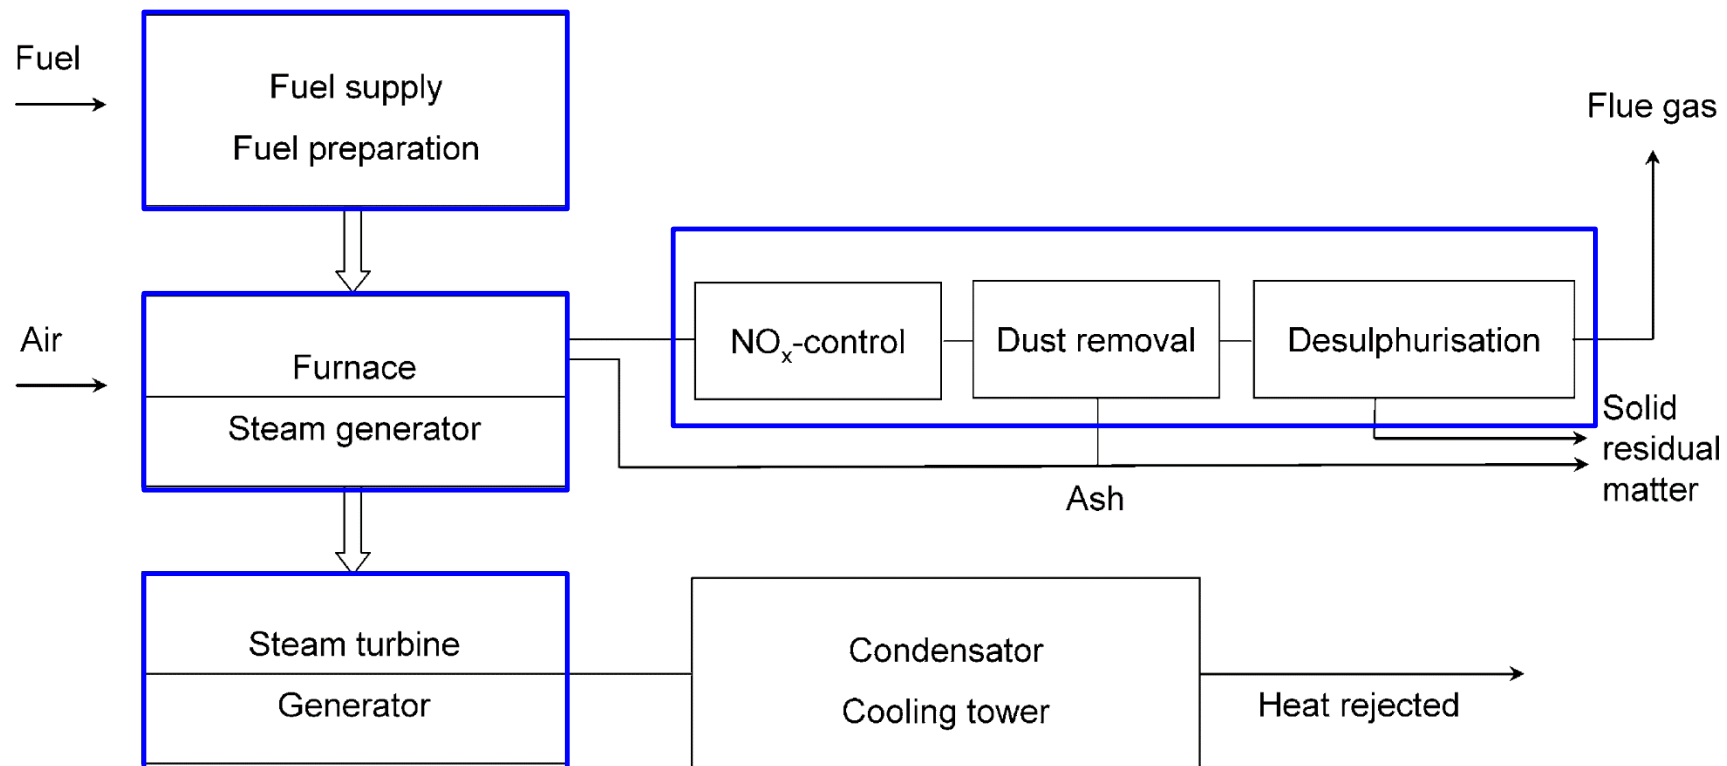 Fuel
Fuel supply
Fuel preparation
Flue gas
Air
Furnace
Steam generator
NOx-control
Dust removal
Desulphurisation
Solid
residual
matter
Ash
Steam turbine
Generator
Condensator
Cooling tower
Heat rejected